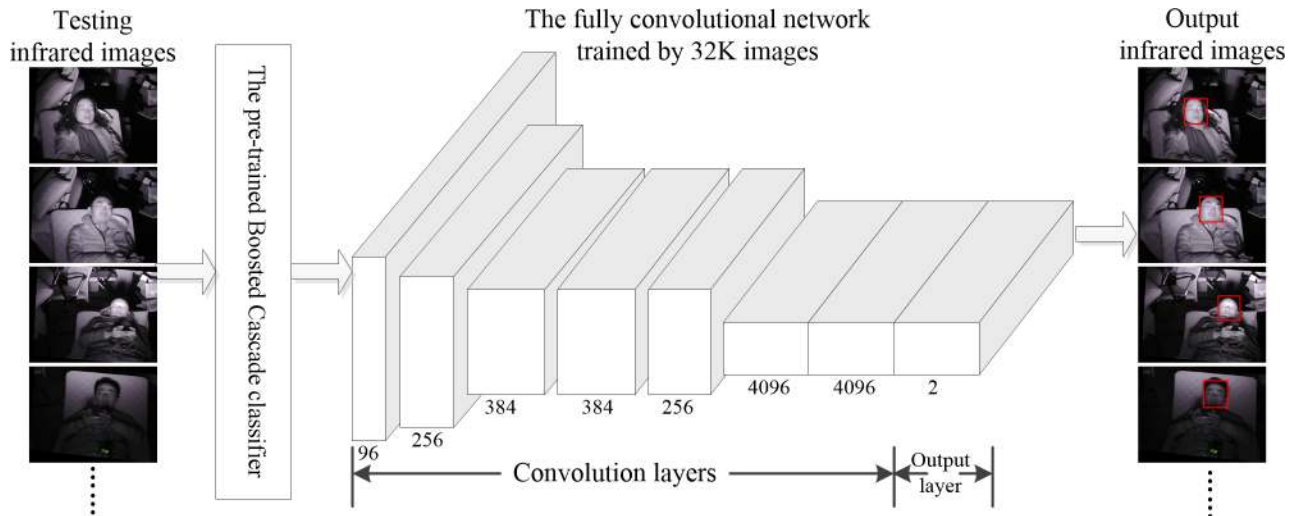 Testing
infrared images
The pre-trained Boosted Cascade classifier
The fully convolutional network
trained by 32K images
96
256
384
384
256
4096
4096
2
Convolution layers
Output
layer
Output
infrared images